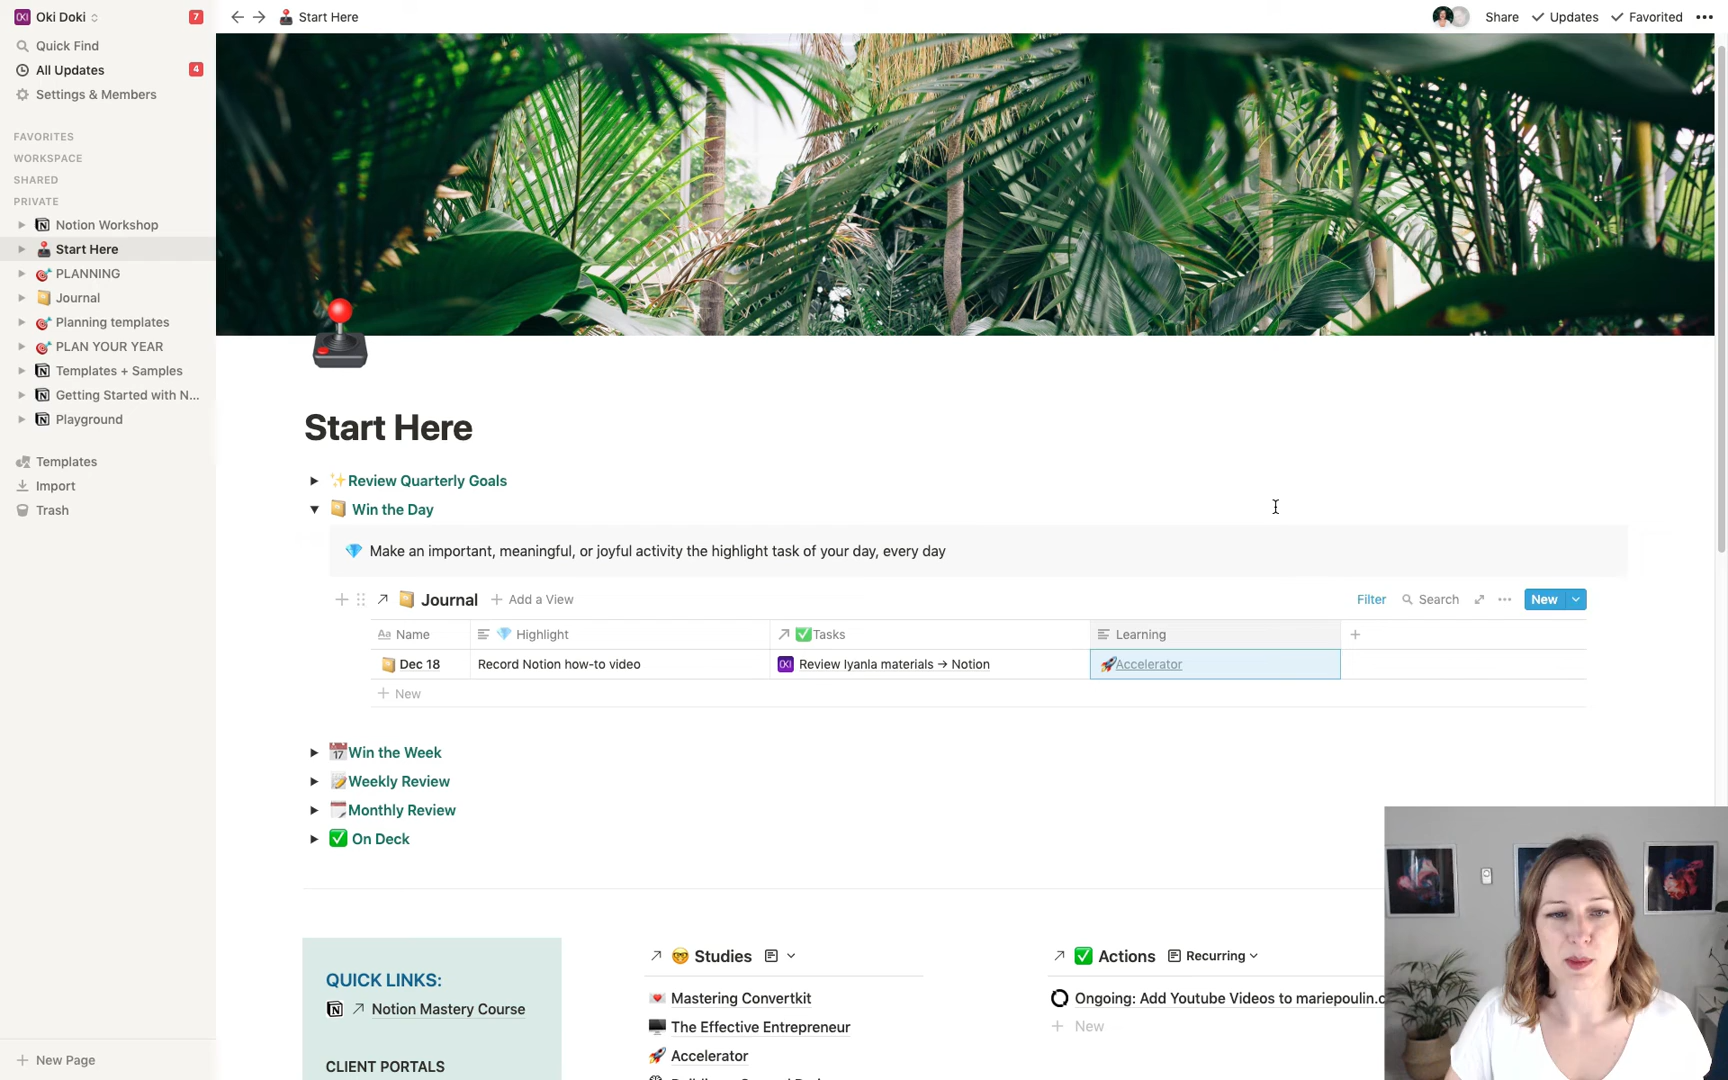 Oki Doki
7
Quick Find
All Updates
4
Settings & Members
FAVORITES
WORKSPACE
SHARED
PRIVATE
Notion Workshop
Start Here
PLANNING
Journal
Planning templates
PLAN YOUR YEAR
Templates + Samples
Getting Started with N...
Playground
Templates
Import
Trash
New Page
Start Here
Share
Updates
Favorited
Start Here
Review Quarterly Goals
Win the Day
Make an important, meaningful, or joyful activity the highlight task of your day, every day
Journal
Add a View
Filter
Search
New
Aa Name
Highlight
Tasks
Learning
Dec 18
Record Notion how-to video
Review Iyanla materials → Notion
Accelerator
New
Win the Week
Weekly Review
Monthly Review
On Deck
QUICK LINKS:
Notion Mastery Course
CLIENT PORTALS
Studies
Mastering Convertkit
The Effective Entrepreneur
Accelerator
Actions
Recurring
Ongoing: Add Youtube Videos to mariepoulin.c
New